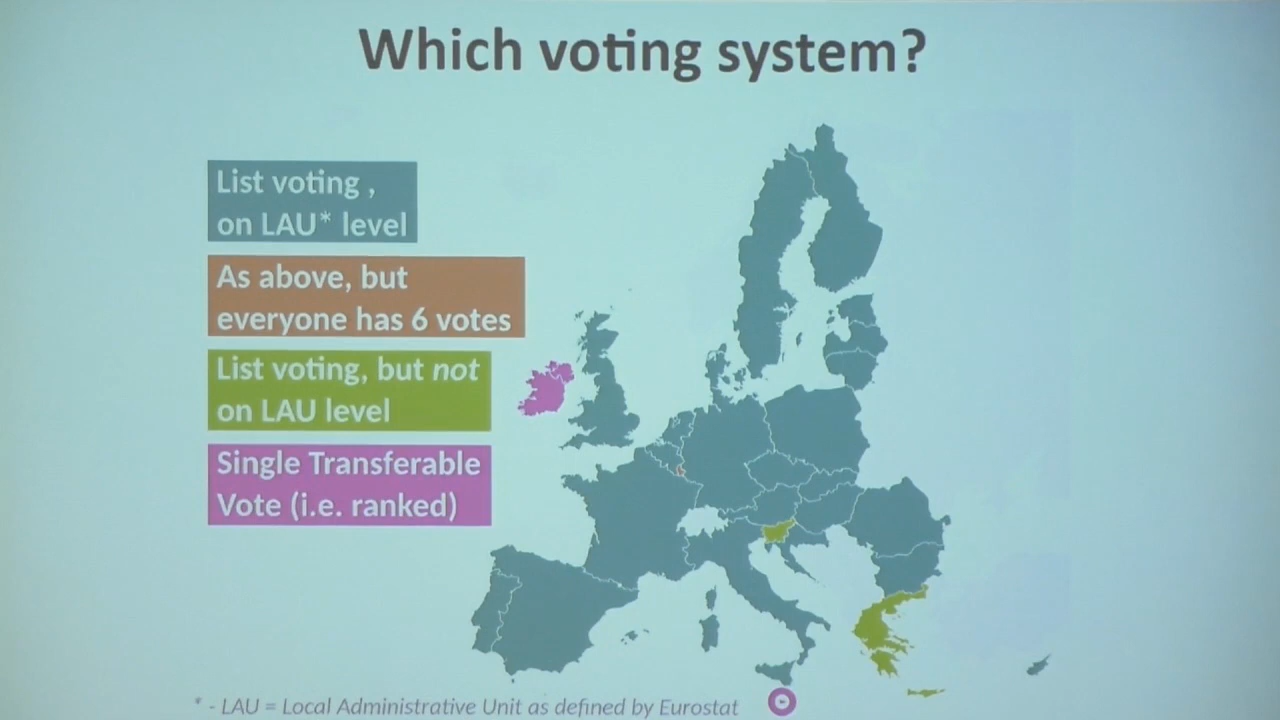 Which voting system?
List voting ,
on LAU* level
As above, but
everyone has 6 votes
List voting, but not
on LAU level
Single Transferable
Vote (i.e. ranked)
* - LAU = Local Administrative Unit as defined by Eurostat